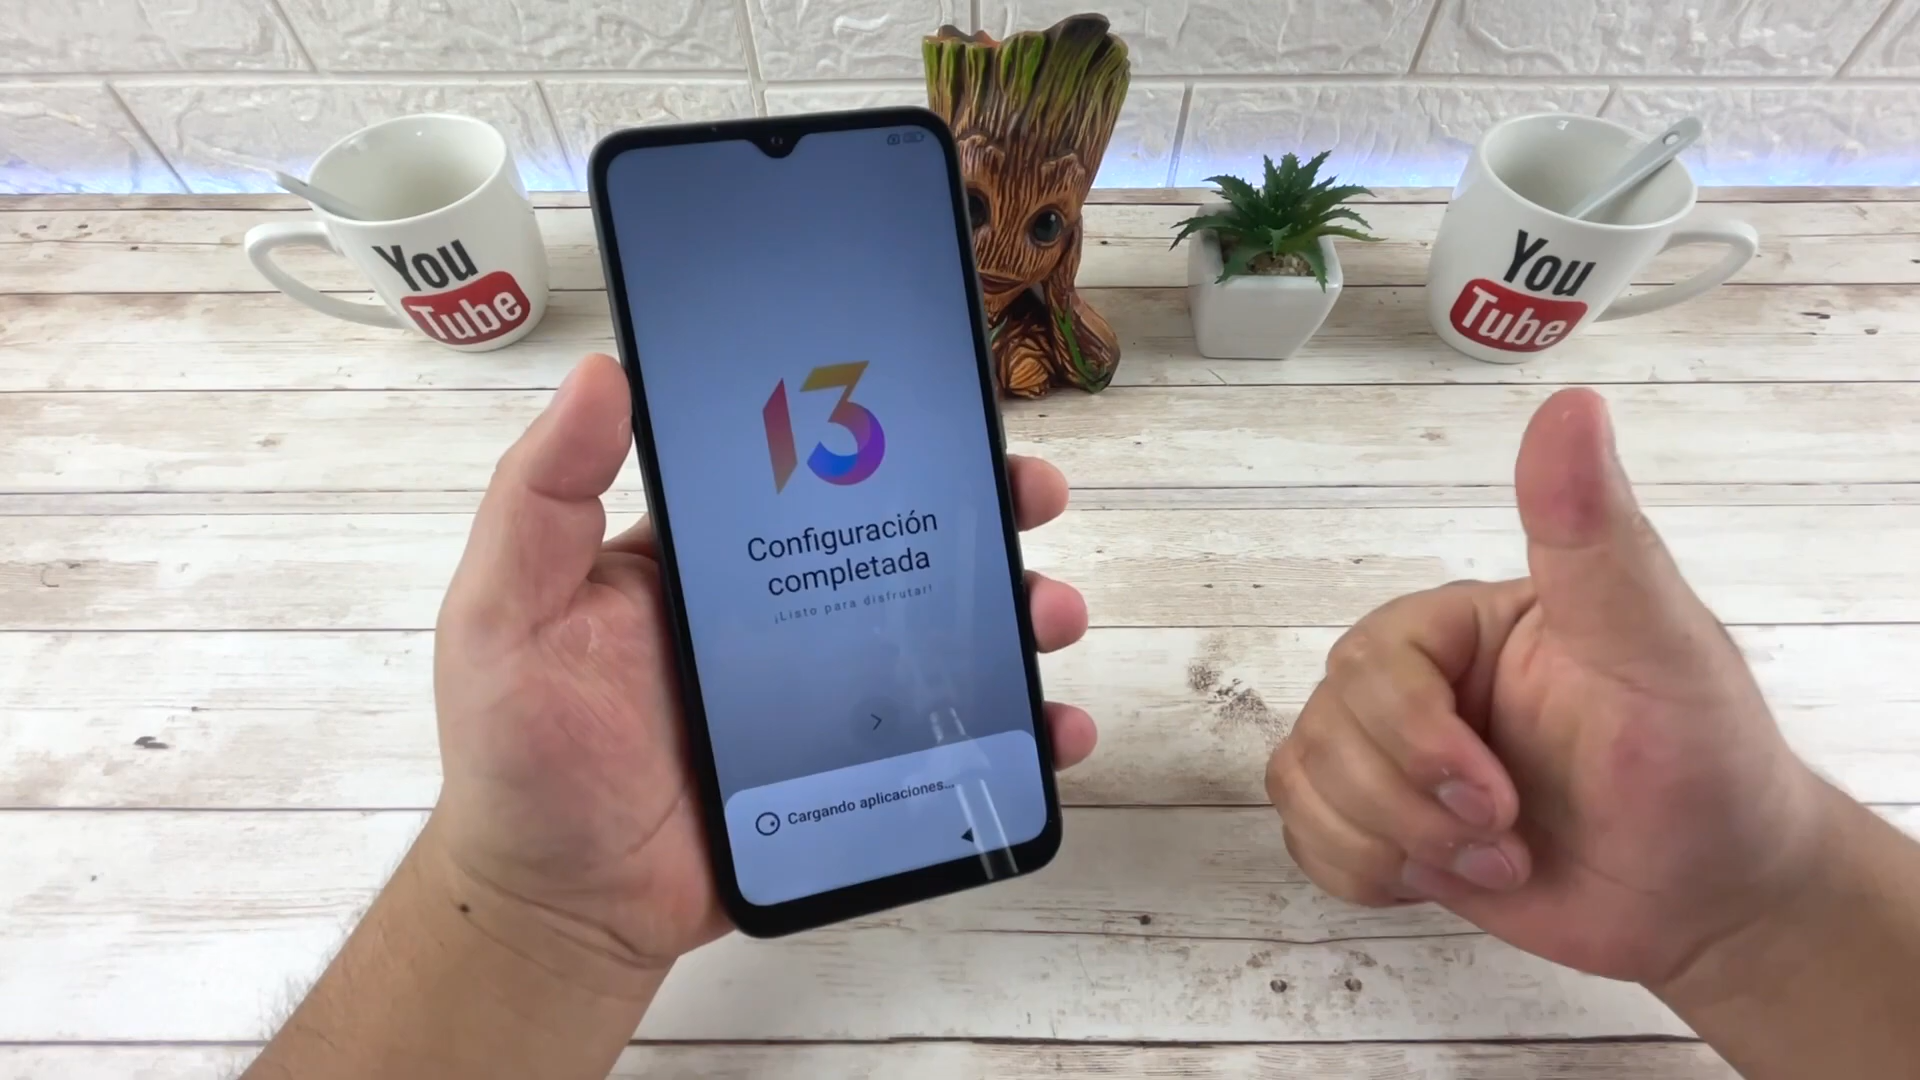 You
Tube
You
Tube
13
Configuración
completada
¡Listo para disfrutar!
Cargando aplicaciones...